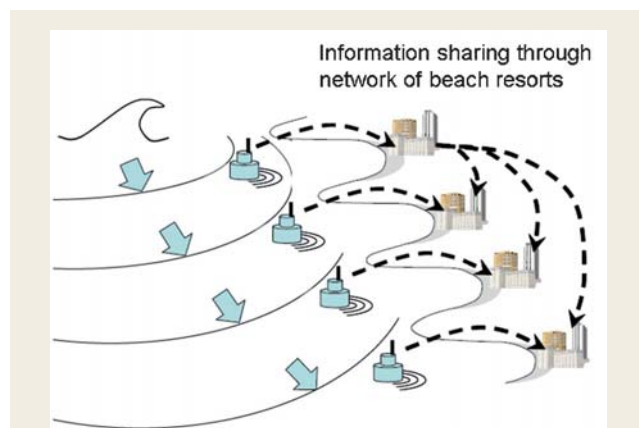 Information sharing through
network of beach resorts